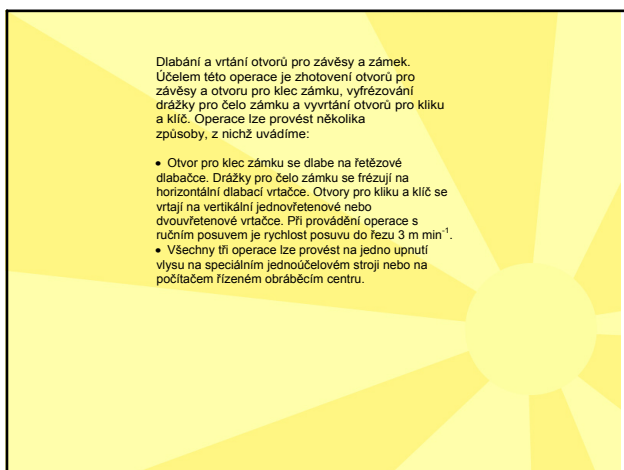 Dlabání a vrtání otvorů pro závěsy a zámek.
Účelem této operace je zhotovení otvorů pro
závěsy a otvoru pro klec zámku, vyfrézování
drážky pro čelo zámku a vyvrtání otvorů pro kliku
a klíč. Operace lze provést několika
způsoby, z nichž uvádíme:
• Otvor pro klec zámku se dlabe na řetězové
dlabačce. Drážky pro čelo zámku se frézují na
horizontální dlabací vrtačce. Otvory pro kliku a klíč se
vrtají na vertikální jednovřetenové nebo
dvouvřetenové vrtačce. Při provádění operace s
ručním posuvem je rychlost posuvu do řezu 3 m min⁻¹.
• Všechny tři operace lze provést na jedno upnutí
vlysu na speciálním jednoúčelovém stroji nebo na
počítačem řízeném obráběcím centru.